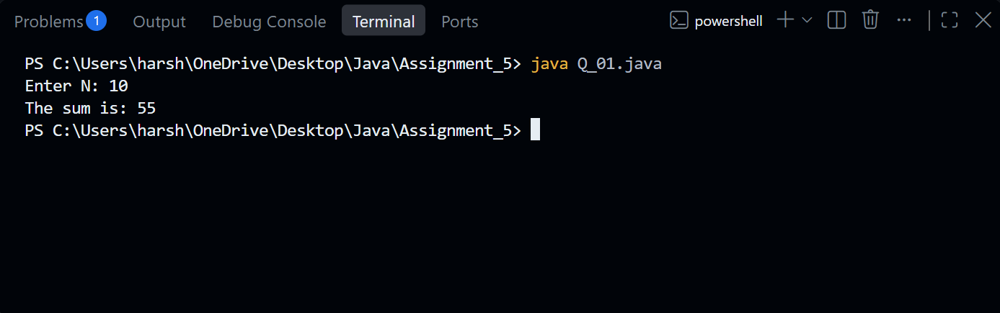 Problems 1 Output Debug Console Terminal Ports powershell
PS C:\Users\harsh\OneDrive\Desktop\Java\Assignment_5> java Q_01.java
Enter N: 10
The sum is: 55
PS C:\Users\harsh\OneDrive\Desktop\Java\Assignment_5>